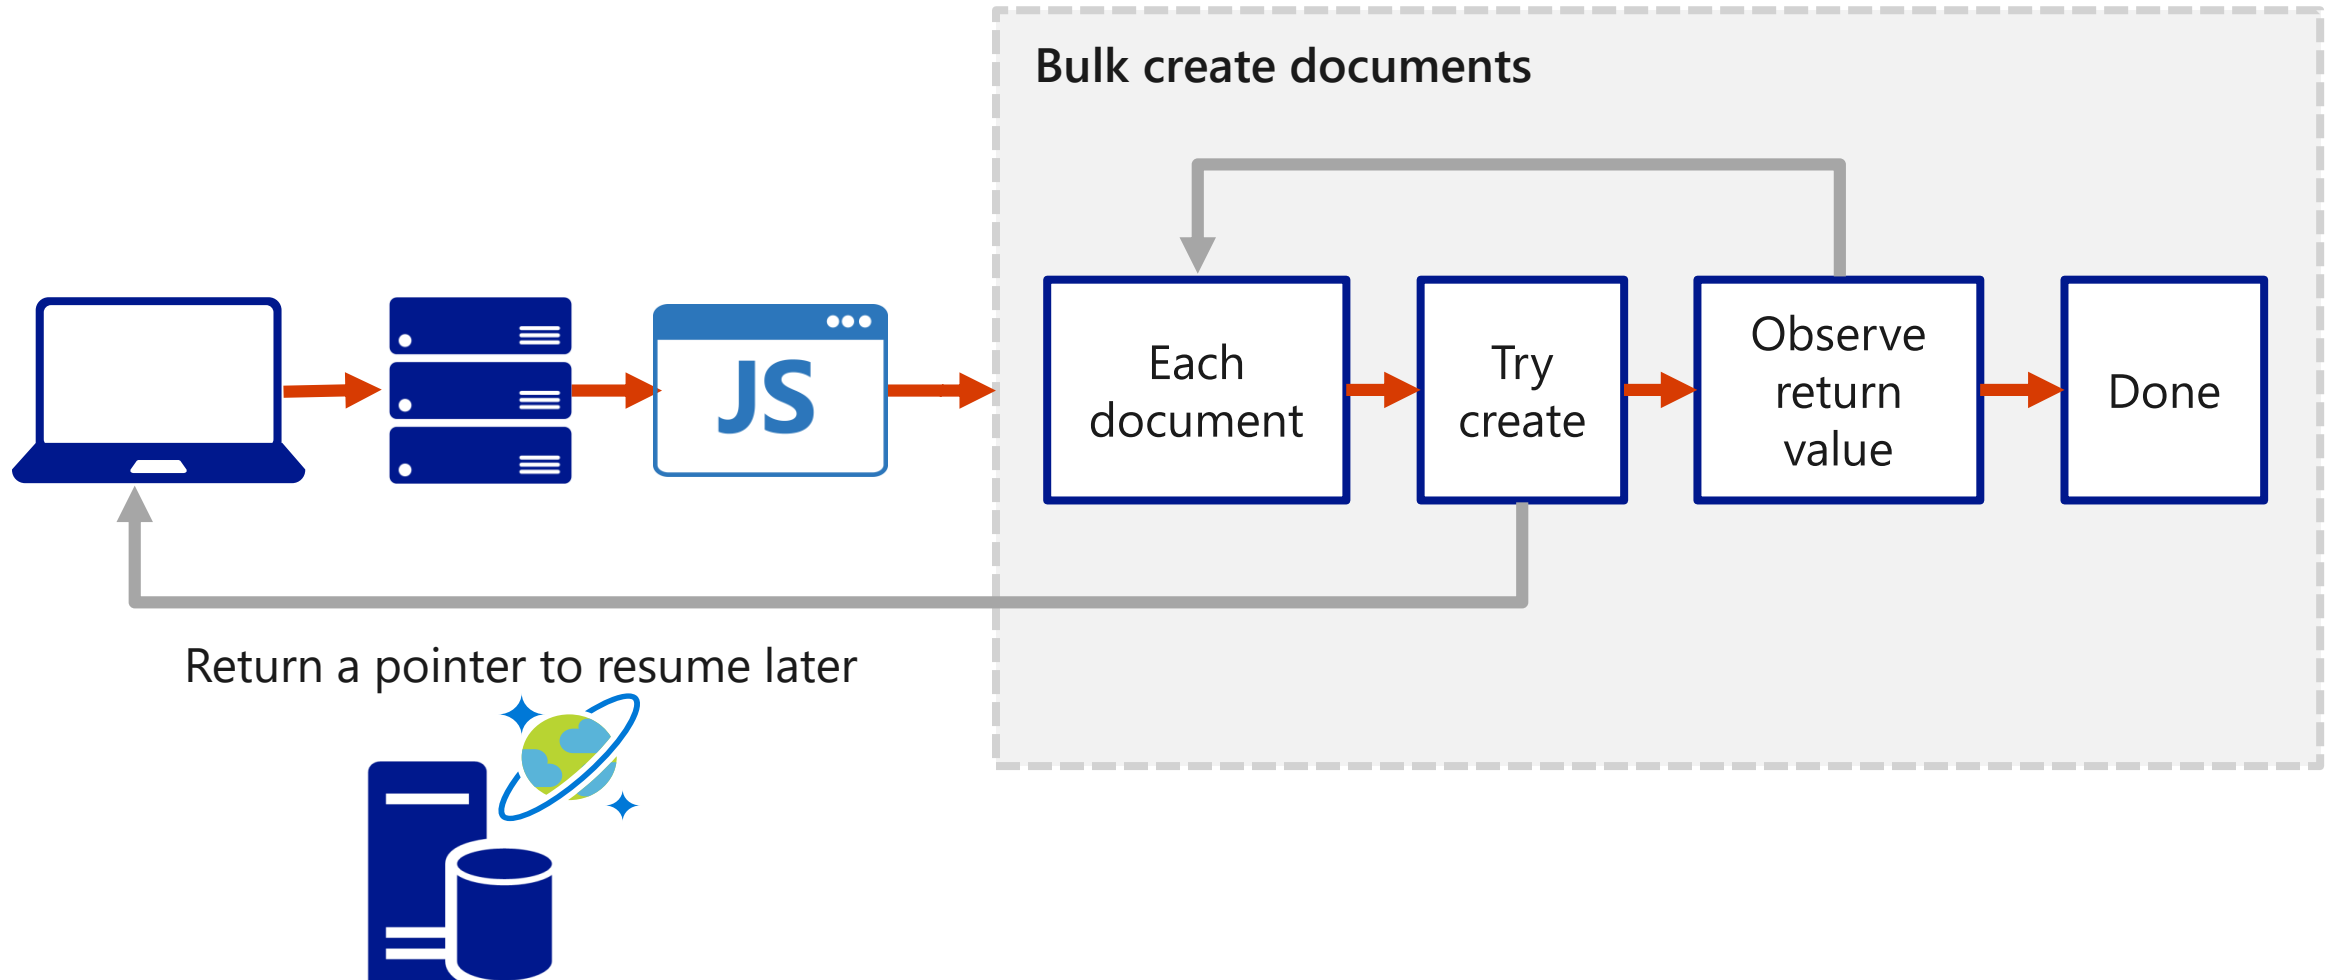 Bulk create documents
JS
Each
document
Try
create
Observe
return
value
Done
Return a pointer to resume later